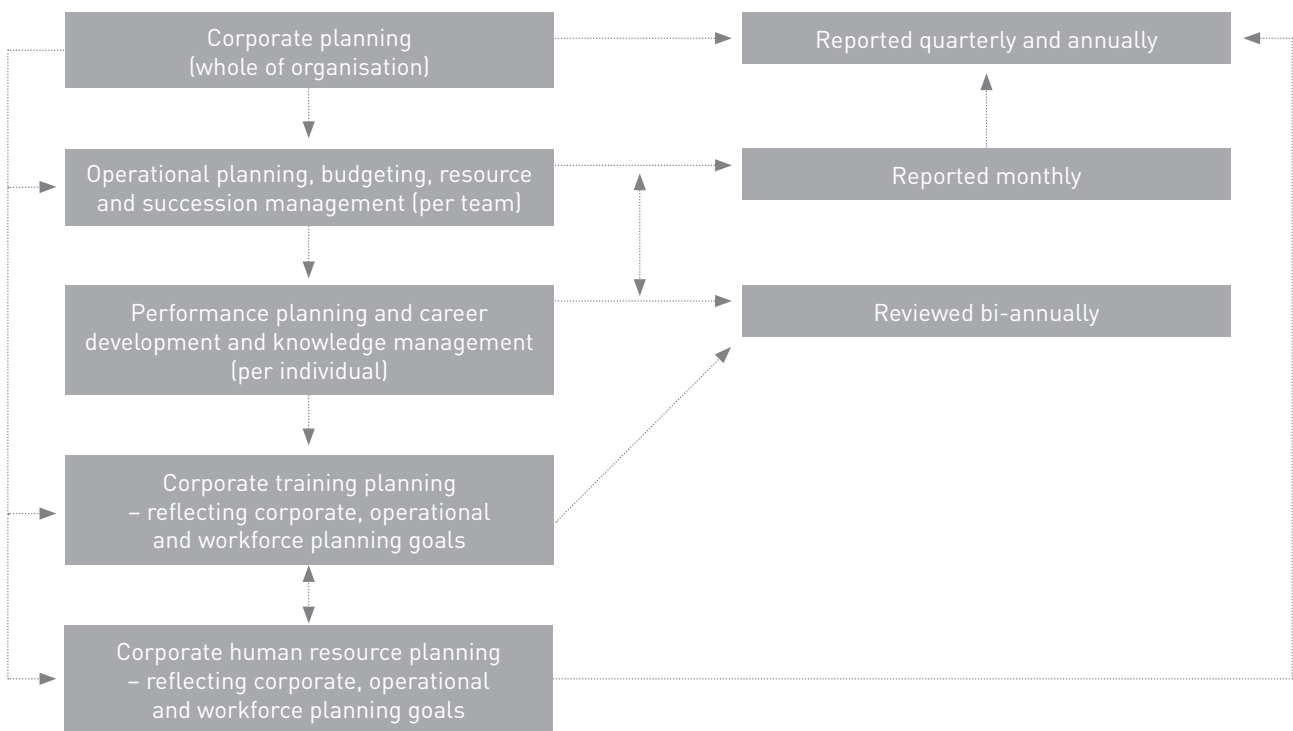 Corporate planning
(whole of organisation)
Reported quarterly and annually
Operational planning, budgeting, resource
and succession management (per team)
Reported monthly
Performance planning and career
development and knowledge management
(per individual)
Reviewed bi-annually
Corporate training planning
– reflecting corporate, operational
and workforce planning goals
Corporate human resource planning
– reflecting corporate, operational
and workforce planning goals